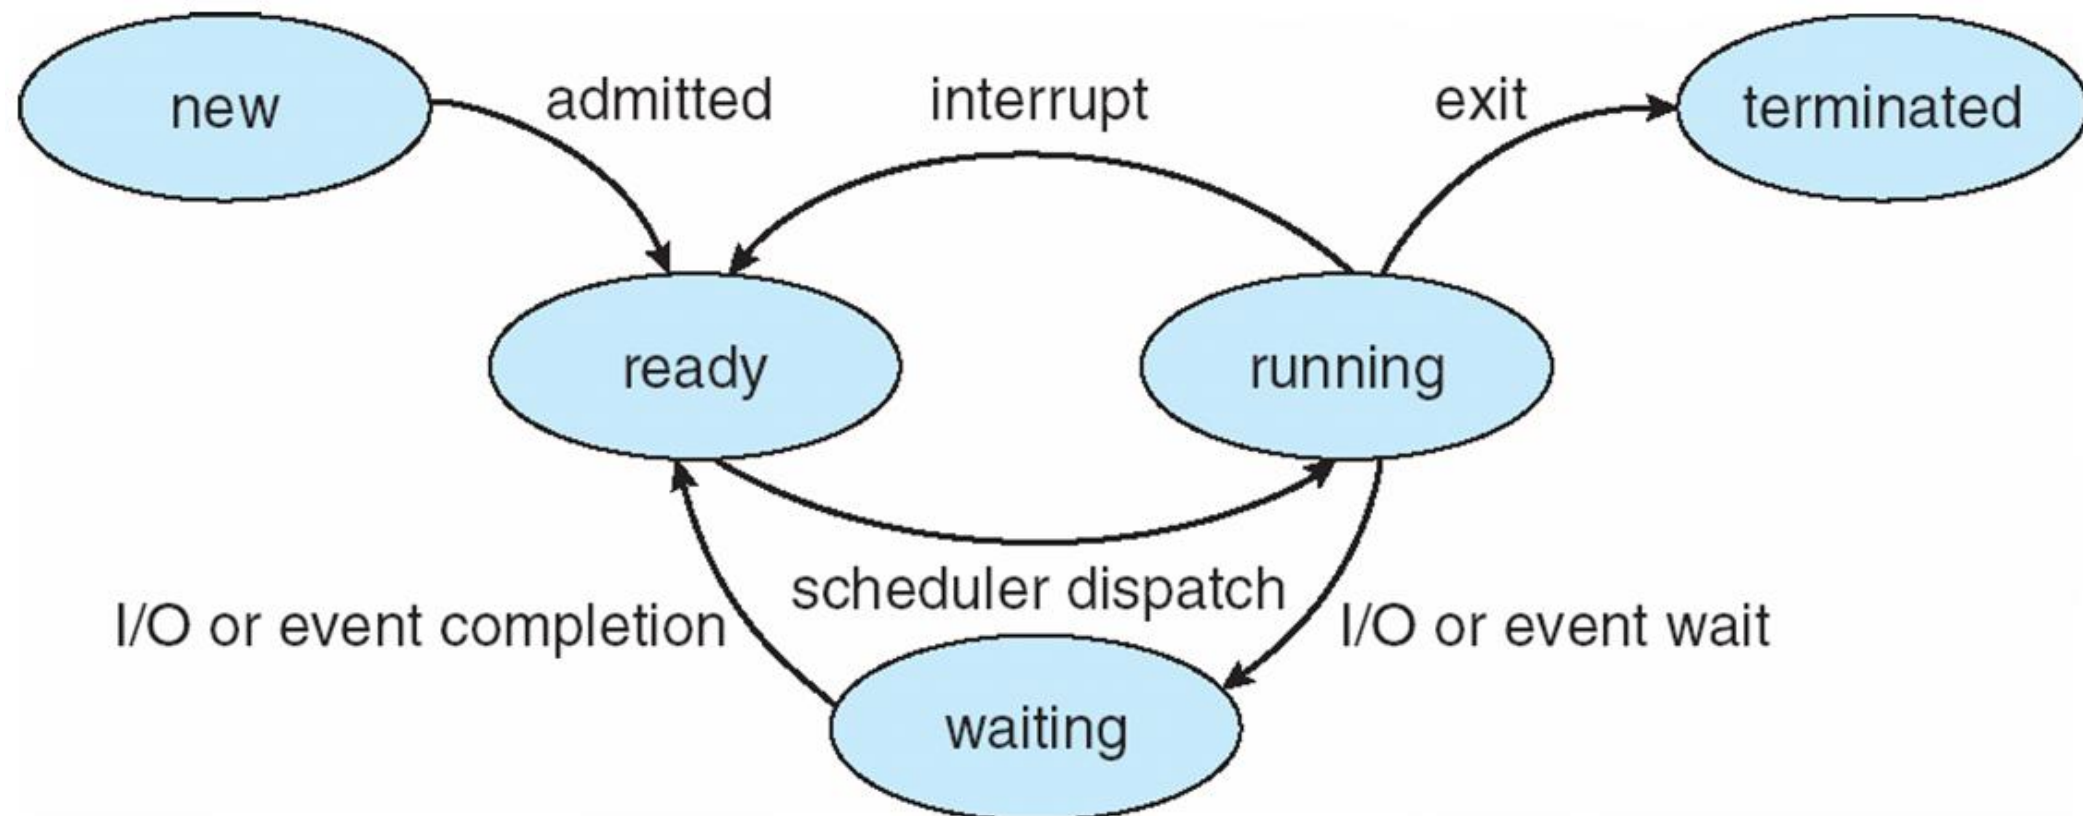 new
admitted
interrupt
exit
terminated
ready
running
scheduler dispatch
I/O or event completion
I/O or event wait
waiting